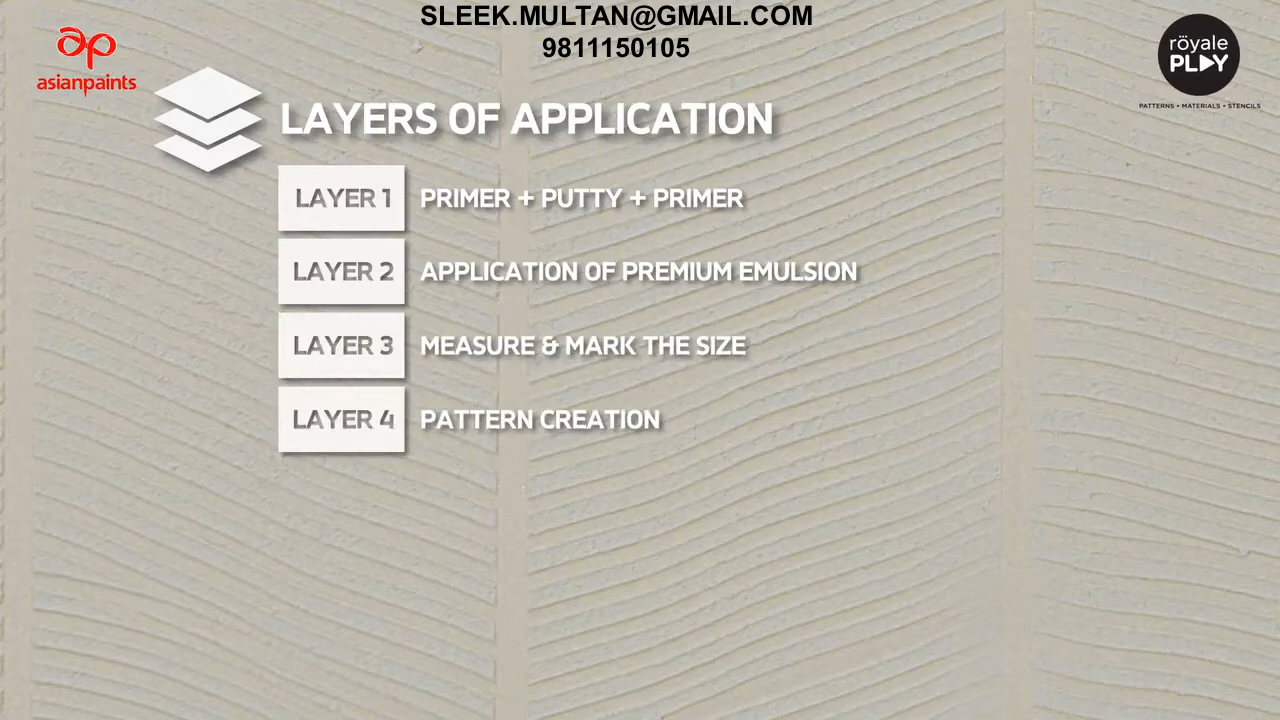 SLEEK.MULTAN@GMAIL.COM
9811150105
ap
asianpaints
röyale
PLAY
PATTERNS • MATERIALS • STENCILS
LAYERS OF APPLICATION
LAYER 1 PRIMER + PUTTY + PRIMER
LAYER 2 APPLICATION OF PREMIUM EMULSION
LAYER 3 MEASURE & MARK THE SIZE
LAYER 4 PATTERN CREATION